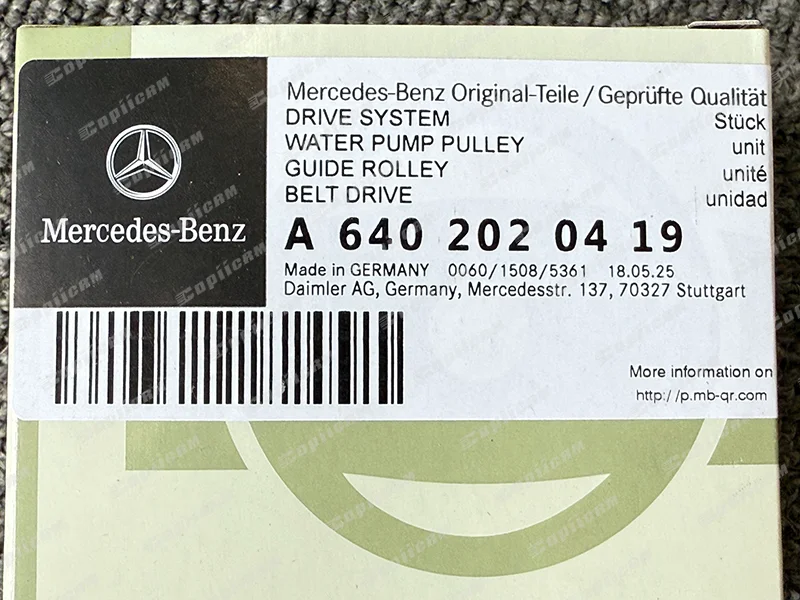 Mercedes-Benz
Mercedes-Benz Original-Teile / Geprüfte Qualität
DRIVE SYSTEM Stück
WATER PUMP PULLEY unit
GUIDE ROLLEY unité
BELT DRIVE unidad
A 640 202 04 19
Made in GERMANY 0060/1508/5361 18.05.25
Daimler AG, Germany, Mercedesstr. 137, 70327 Stuttgart
More information on
http://p.mb-qr.com
CopiiCAM